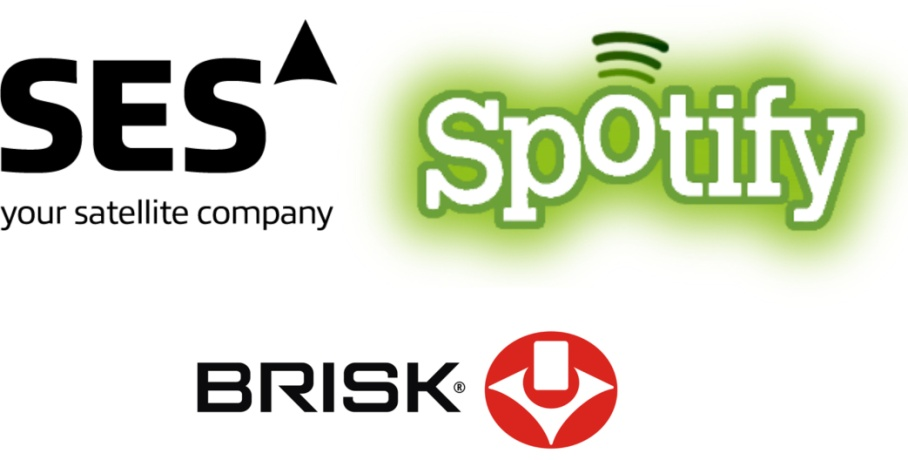 SES
your satellite company
Spotify
BRISK®